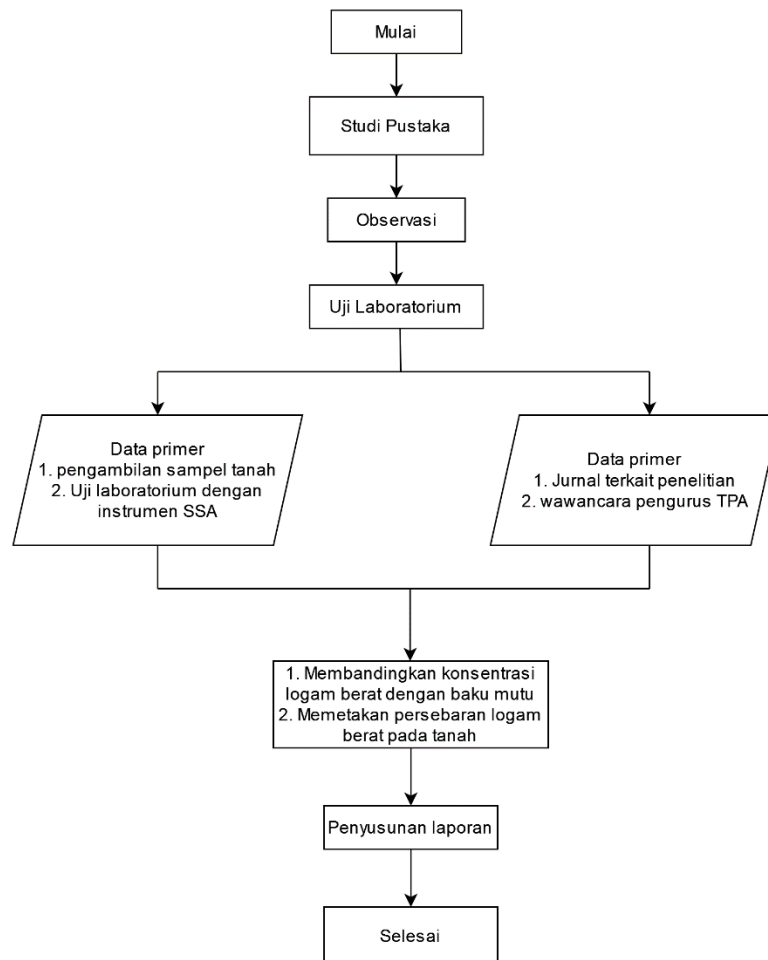 Mulai
Studi Pustaka
Observasi
Uji Laboratorium
Data primer
1. pengambilan sampel tanah
2. Uji laboratorium dengan
instrumen SSA
Data primer
1. Jurnal terkait penelitian
2. wawancara pengurus TPA
1. Membandingkan konsentrasi
logam berat dengan baku mutu
2. Memetakan persebaran logam
berat pada tanah
Penyusunan laporan
Selesai